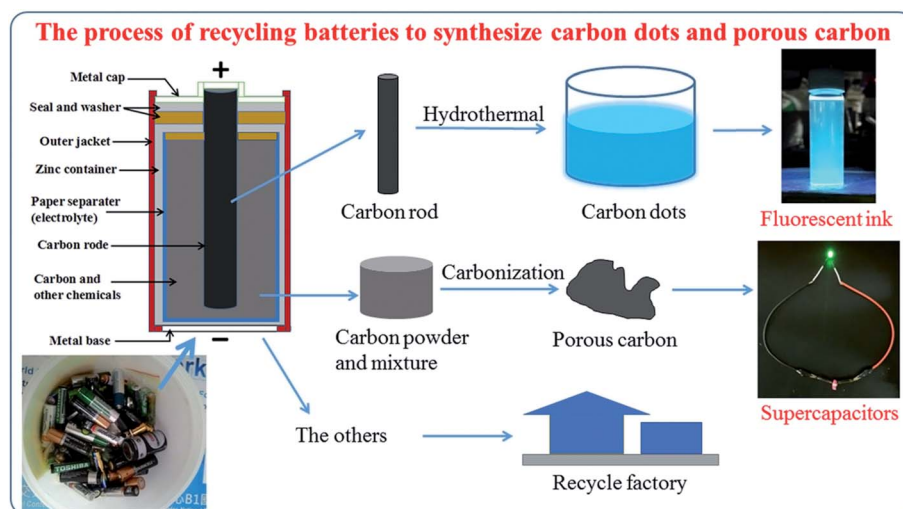 The process of recycling batteries to synthesize carbon dots and porous carbon
+
Metal cap
Seal and washer
Outer jacket
Zinc container
Paper separater
(electrolyte)
Carbon rode
Carbon and
other chemicals
Metal base
−
Carbon rod
Hydrothermal
Carbon dots
Fluorescent ink
Carbon powder
and mixture
Carbonization
Porous carbon
Supercapacitors
The others
Recycle factory
TOSHIBA